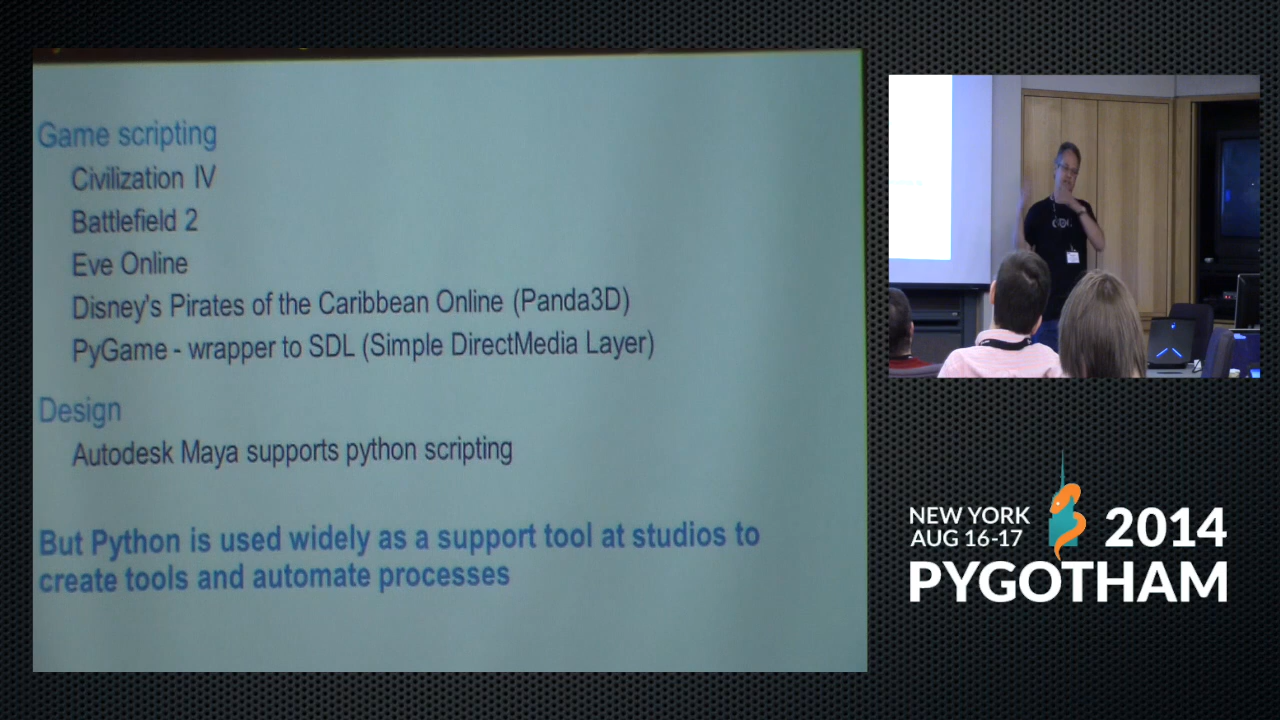 Game scripting
Civilization IV
Battlefield 2
Eve Online
Disney's Pirates of the Caribbean Online (Panda3D)
PyGame - wrapper to SDL (Simple DirectMedia Layer)
Design
Autodesk Maya supports python scripting
But Python is used widely as a support tool at studios to
create tools and automate processes
NEW YORK
AUG 16-17
2014
PYGOTHAM